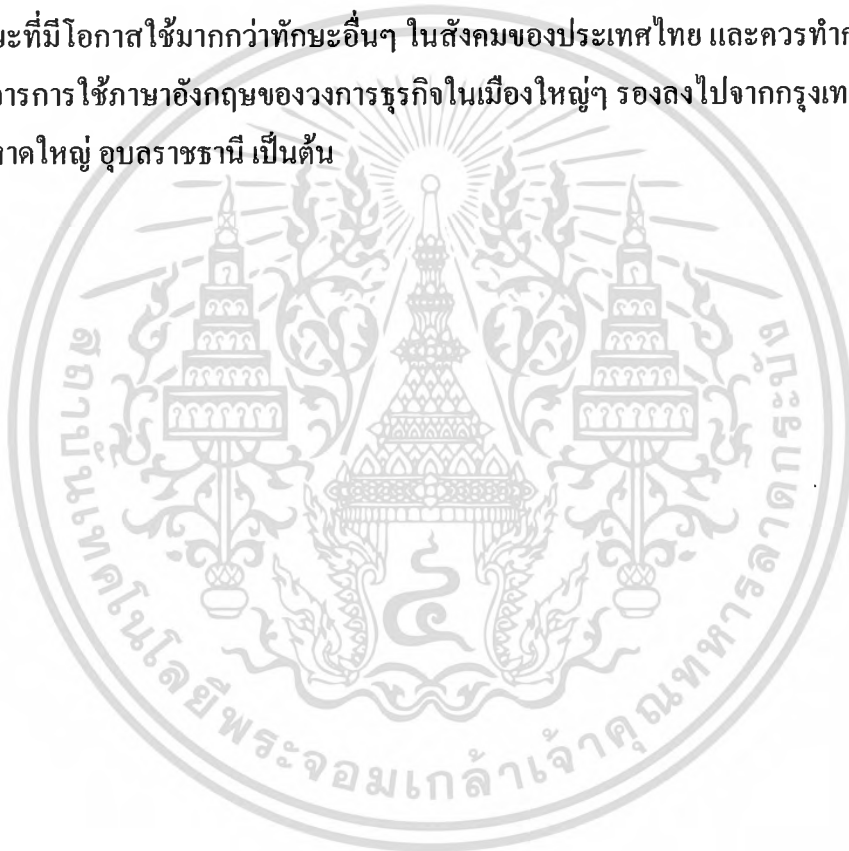 ษะที่มีโอกาสใช้มากกว่าทักษะอื่นๆ ในสังคมของประเทศไทย และควรทำก
การการใช้ภาษาอังกฤษของวงการธุรกิจในเมืองใหญ่ๆ รองลงไปจากกรุงเทพ
หาดใหญ่ อุบลราชธานี เป็นต้น
สถาบันเทคโนโลยีพระจอมเกล้าเจ้าคุณทหารลาดกระบัง